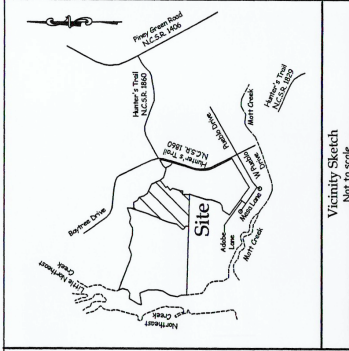 Piney Green Road
N.C.S.R. 1406
Hunter's Trail
N.C.S.R. 1860
Hunter's Trail
N.C.S.R. 1860
Baytree Drive
Little Northeast
Creek
Northeast
Creek
Site
Adobe
Lane
Mesa Lane
W Pueblo
Drive
Pueblo Drive
Mott Creek
Mott Creek
Hunter's Trail
N.C.S.R. 1829
Vicinity Sketch
Not to scale